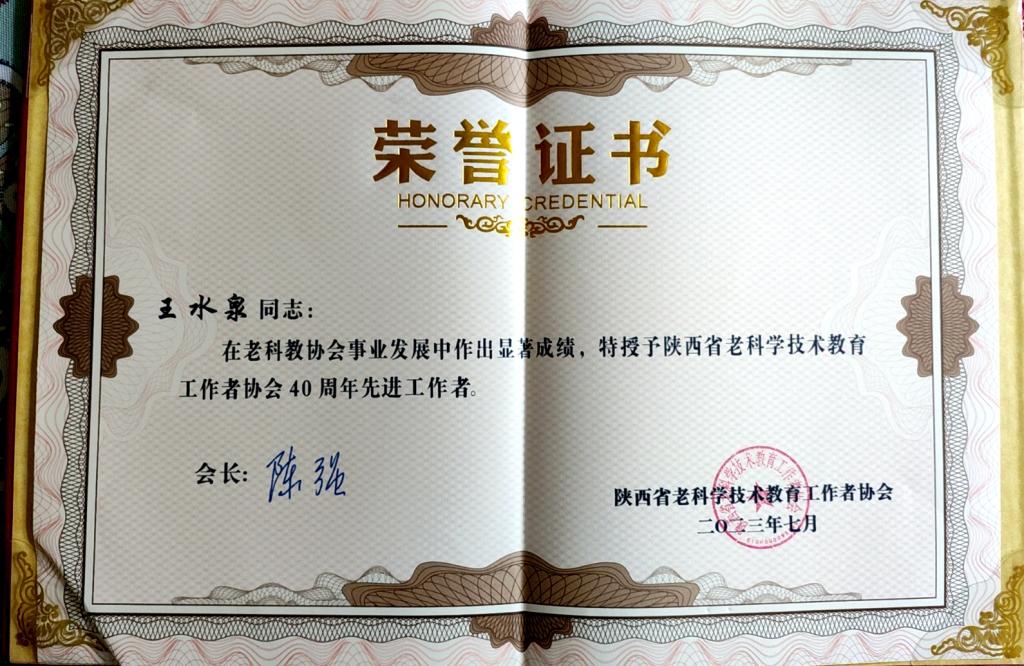 荣誉证书
HONORARY CREDENTIAL
王水泉 同志：
在老科教协会事业发展中作出显著成绩，特授予陕西省老科学技术教育
工作者协会 40 周年先进工作者。
会长：陈强
陕西省老科学技术教育工作者协会
二〇二三年七月